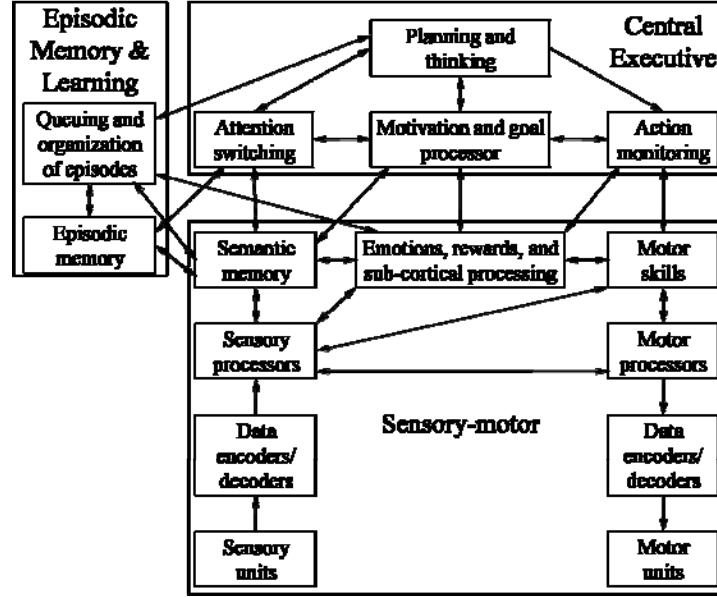 Episodic
Memory &
Learning
Queuing and
organization
of episodes
Episodic
memory
Central
Executive
Planning and
thinking
Attention
switching
Motivation and goal
processor
Action
monitoring
Semantic
memory
Emotions, rewards, and
sub-cortical processing
Motor
skills
Sensory
processors
Motor
processors
Sensory-motor
Data
encoders/
decoders
Data
encoders/
decoders
Sensory
units
Motor
units